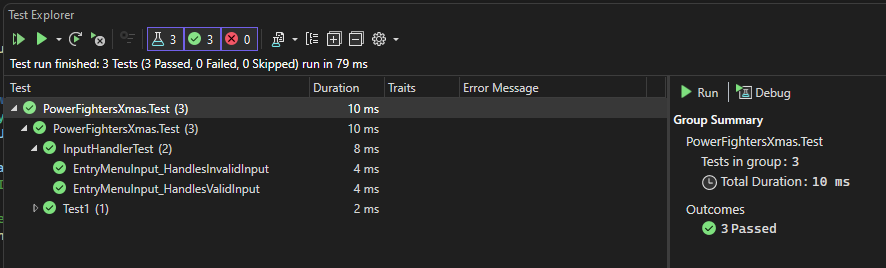 Test Explorer
3 3 0
Test run finished: 3 Tests (3 Passed, 0 Failed, 0 Skipped) run in 79 ms
Test Duration Traits Error Message
PowerFightersXmas.Test (3) 10 ms
PowerFightersXmas.Test (3) 10 ms
InputHandlerTest (2) 8 ms
EntryMenuInput_HandlesInvalidInput 4 ms
EntryMenuInput_HandlesValidInput 4 ms
Test1 (1) 2 ms
Run Debug
Group Summary
PowerFightersXmas.Test
Tests in group: 3
Total Duration: 10 ms
Outcomes
3 Passed